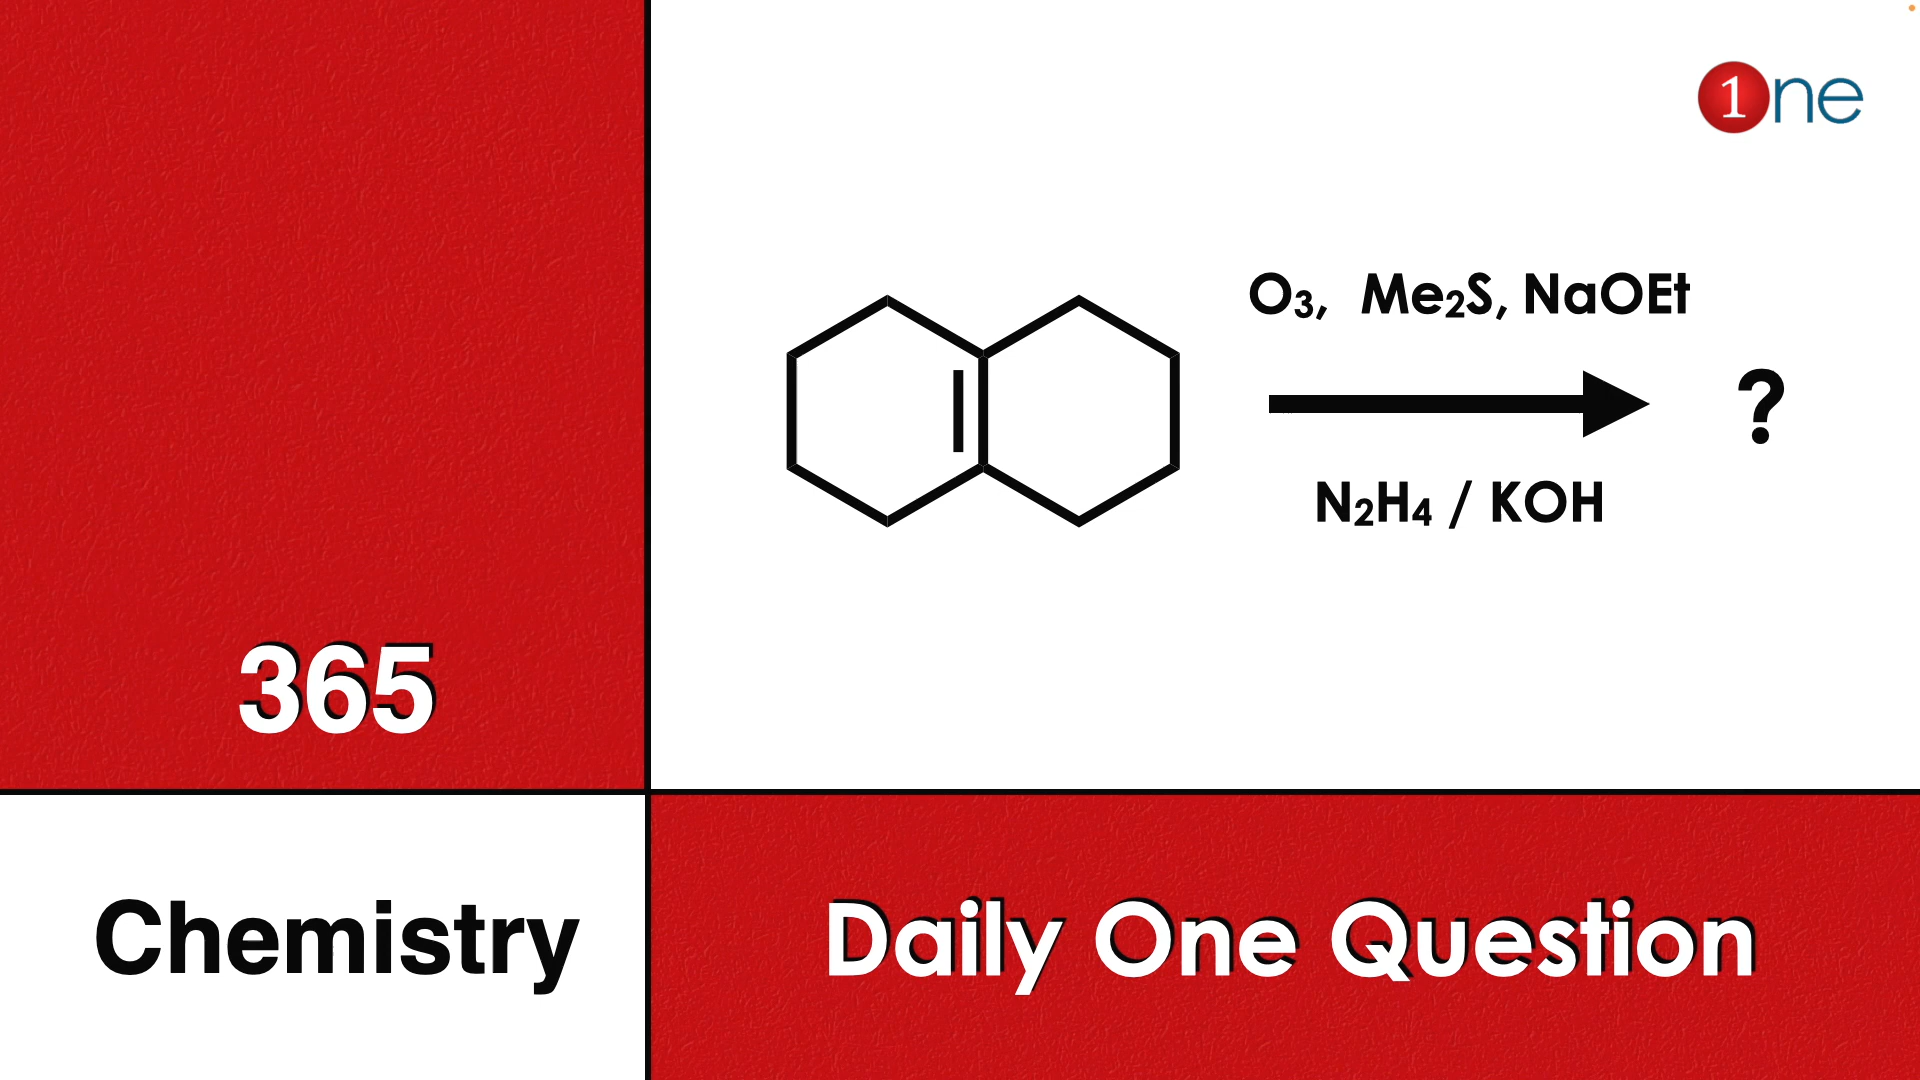 1ne
O₃, Me₂S, NaOEt
?
N₂H₄ / KOH
365
Chemistry
Daily One Question